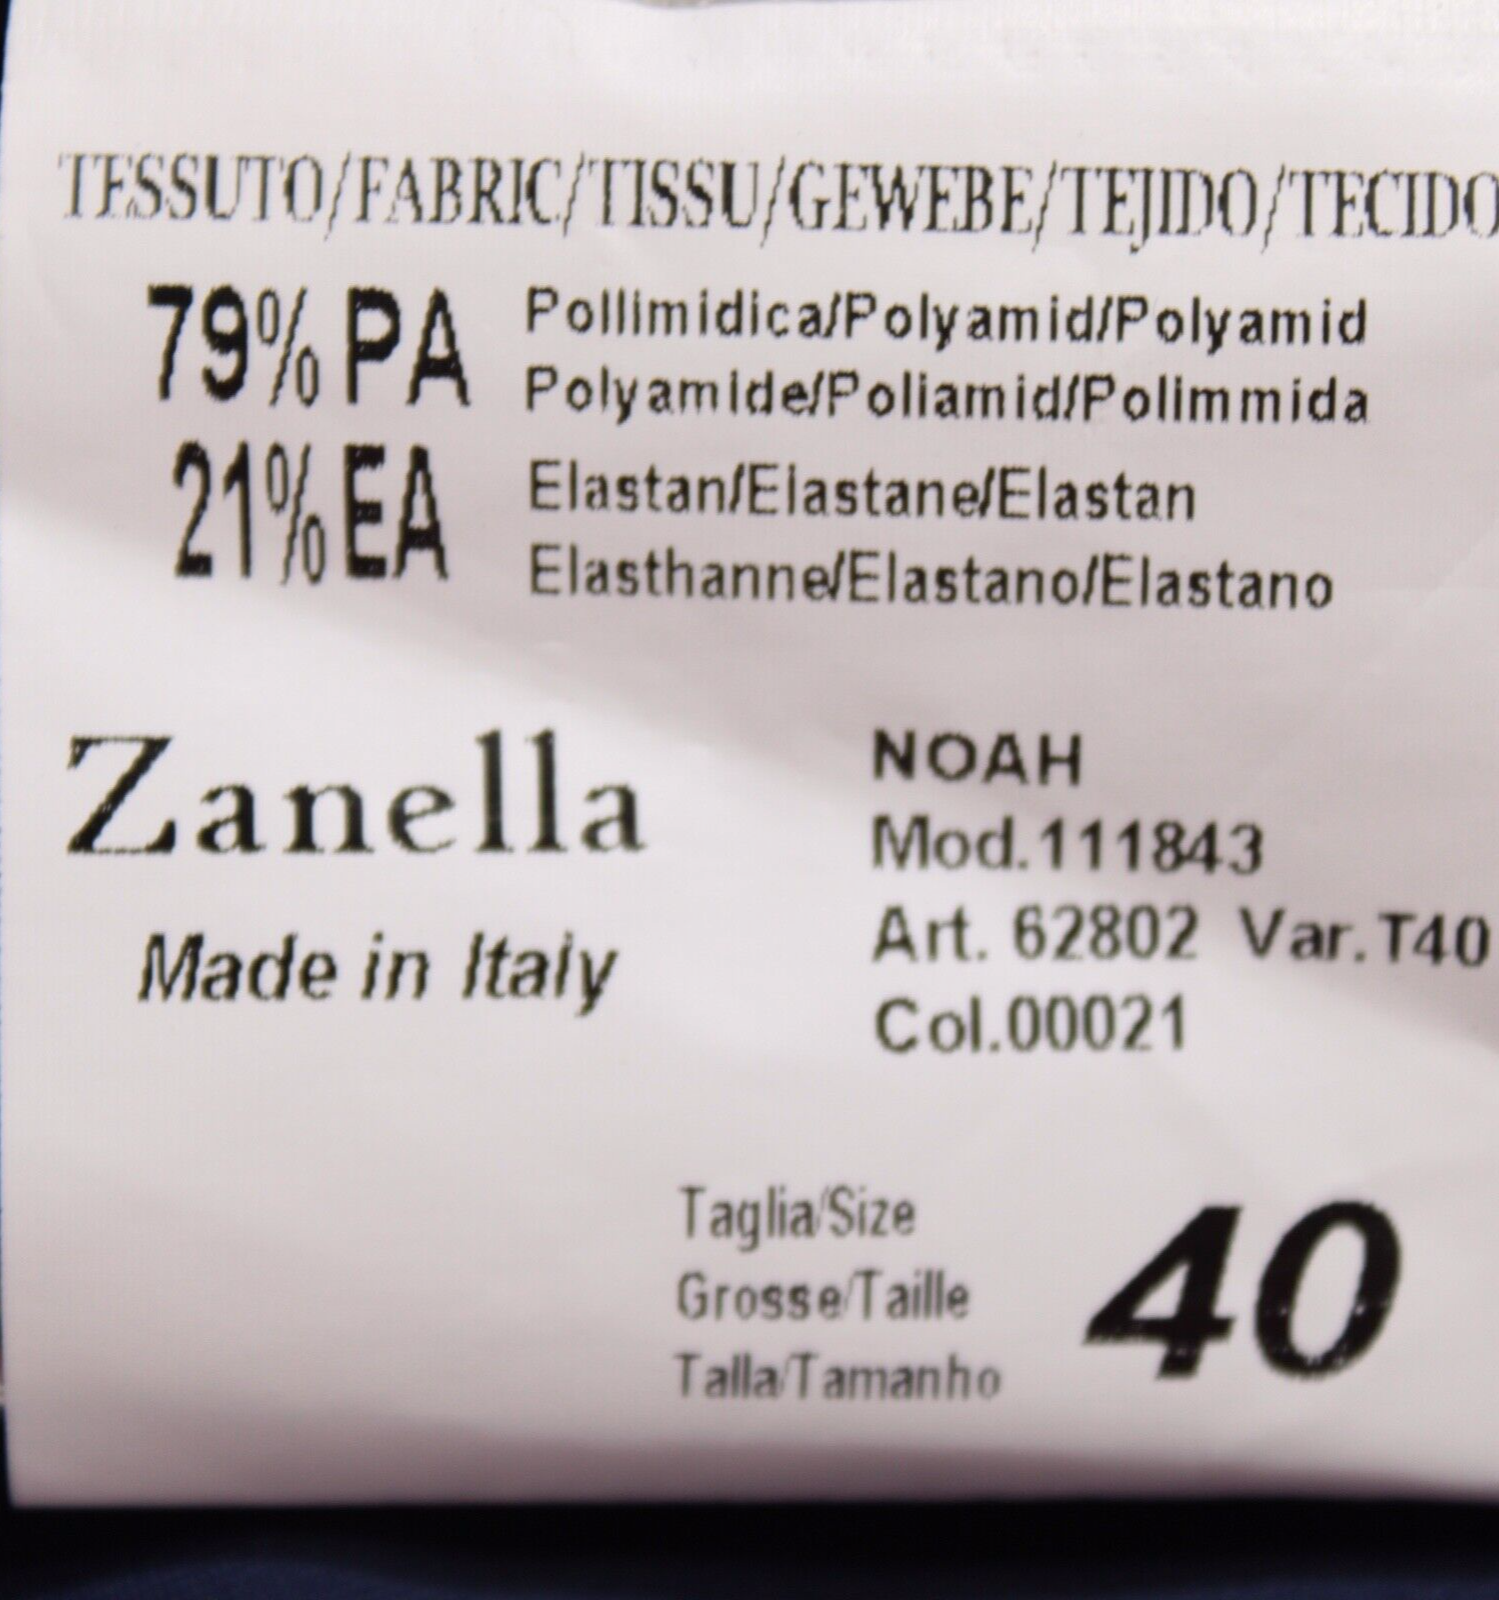 TESSUTO/FABRIC/TISSU/GEWEBE/TEJIDO/TECIDO
79% PA Pollimidica/Polyamid/Polyamid
Polyamide/Poliamid/Polimmida
21% EA Elastan/Elastane/Elastan
Elasthanne/Elastano/Elastano
Zanella
Made in Italy
NOAH
Mod.111843
Art. 62802 Var.T40
Col.00021
Taglia/Size
Grosse/Taille
Talla/Tamanho
40